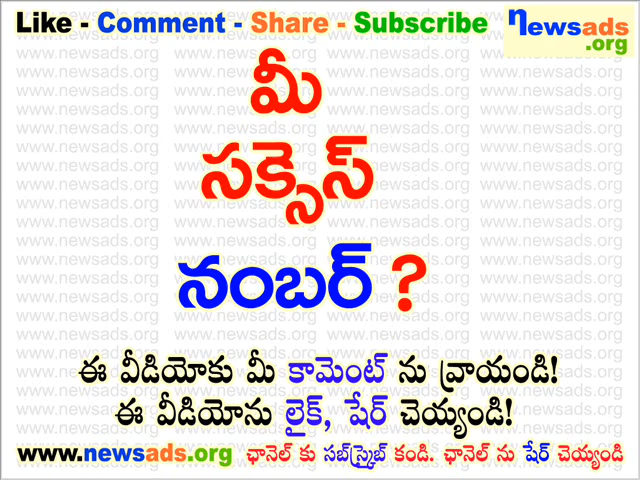 Like - Comment - Share - Subscribe
newsads
.org
మీ
సక్సెస్
నంబర్ ?
ఈ వీడియోకు మీ కామెంట్ ను వ్రాయండి!
ఈ వీడియోను లైక్, షేర్ చెయ్యండి!
www.newsads.org ఛానెల్ కు సబ్‌స్క్రైబ్ కండి. ఛానెల్ ను షేర్ చెయ్యండి